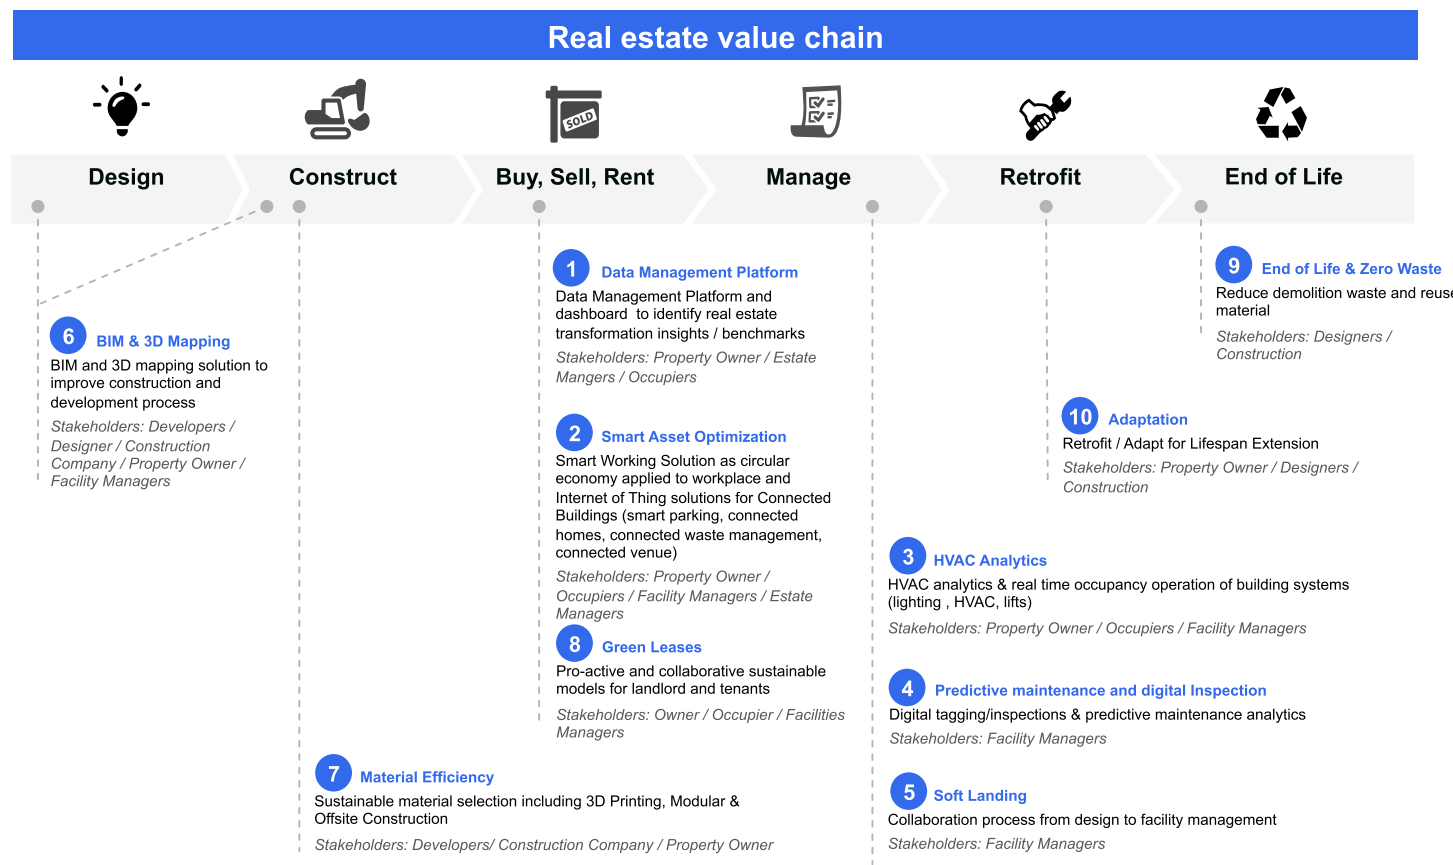 Real estate value chain
SOLD
Design
Construct
Buy, Sell, Rent
Manage
Retrofit
End of Life
6 BIM & 3D Mapping
BIM and 3D mapping solution to
improve construction and
development process
Stakeholders: Developers /
Designer / Construction
Company / Property Owner /
Facility Managers
7 Material Efficiency
Sustainable material selection including 3D Printing, Modular &
Offsite Construction
Stakeholders: Developers/ Construction Company / Property Owner
1 Data Management Platform
Data Management Platform and
dashboard to identify real estate
transformation insights / benchmarks
Stakeholders: Property Owner / Estate
Mangers / Occupiers
2 Smart Asset Optimization
Smart Working Solution as circular
economy applied to workplace and
Internet of Thing solutions for Connected
Buildings (smart parking, connected
homes, connected waste management,
connected venue)
Stakeholders: Property Owner /
Occupiers / Facility Managers / Estate
Managers
8 Green Leases
Pro-active and collaborative sustainable
models for landlord and tenants
Stakeholders: Owner / Occupier / Facilities
Managers
3 HVAC Analytics
HVAC analytics & real time occupancy operation of building systems
(lighting , HVAC, lifts)
Stakeholders: Property Owner / Occupiers / Facility Managers
4 Predictive maintenance and digital Inspection
Digital tagging/inspections & predictive maintenance analytics
Stakeholders: Facility Managers
5 Soft Landing
Collaboration process from design to facility management
Stakeholders: Facility Managers
10 Adaptation
Retrofit / Adapt for Lifespan Extension
Stakeholders: Property Owner / Designers /
Construction
9 End of Life & Zero Waste
Reduce demolition waste and reuse
material
Stakeholders: Designers /
Construction